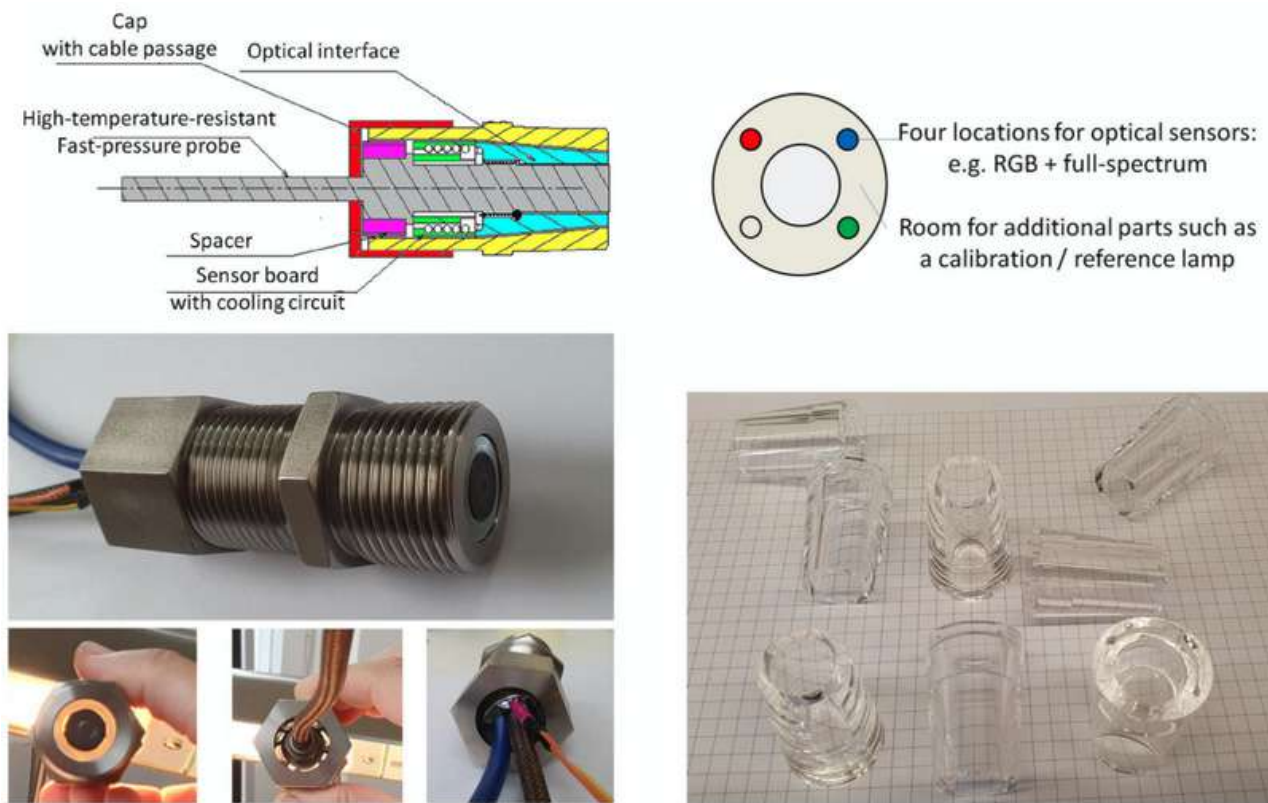 Cap
with cable passage
Optical interface
High-temperature-resistant
Fast-pressure probe
Spacer
Sensor board
with cooling circuit
Four locations for optical sensors:
e.g. RGB + full-spectrum
Room for additional parts such as
a calibration / reference lamp